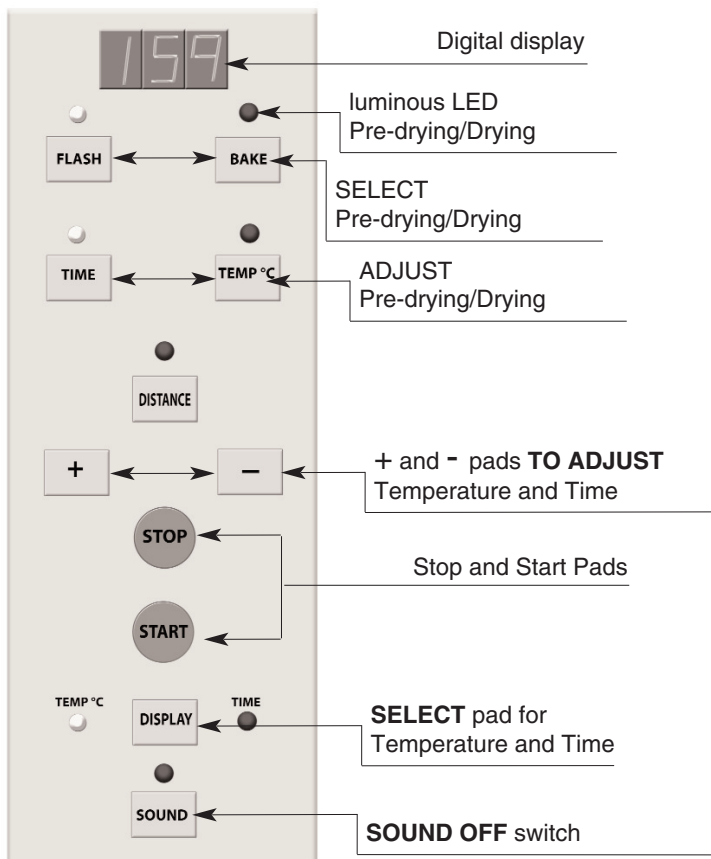 159
Digital display
luminous LED
Pre-drying/Drying
FLASH
BAKE
SELECT
Pre-drying/Drying
TIME
TEMP °C
ADJUST
Pre-drying/Drying
DISTANCE
+
−
+ and - pads TO ADJUST
Temperature and Time
STOP
Stop and Start Pads
START
TEMP °C
DISPLAY
TIME
SELECT pad for
Temperature and Time
SOUND
SOUND OFF switch